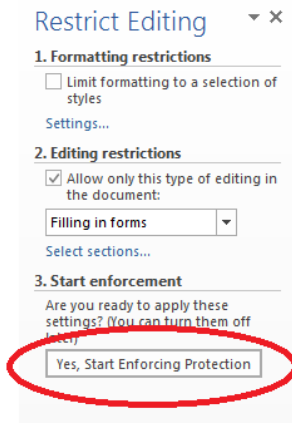 Restrict Editing
1. Formatting restrictions
Limit formatting to a selection of
styles
Settings...
2. Editing restrictions
Allow only this type of editing in
the document:
Filling in forms
Select sections...
3. Start enforcement
Are you ready to apply these
settings? (You can turn them off
later)
Yes, Start Enforcing Protection